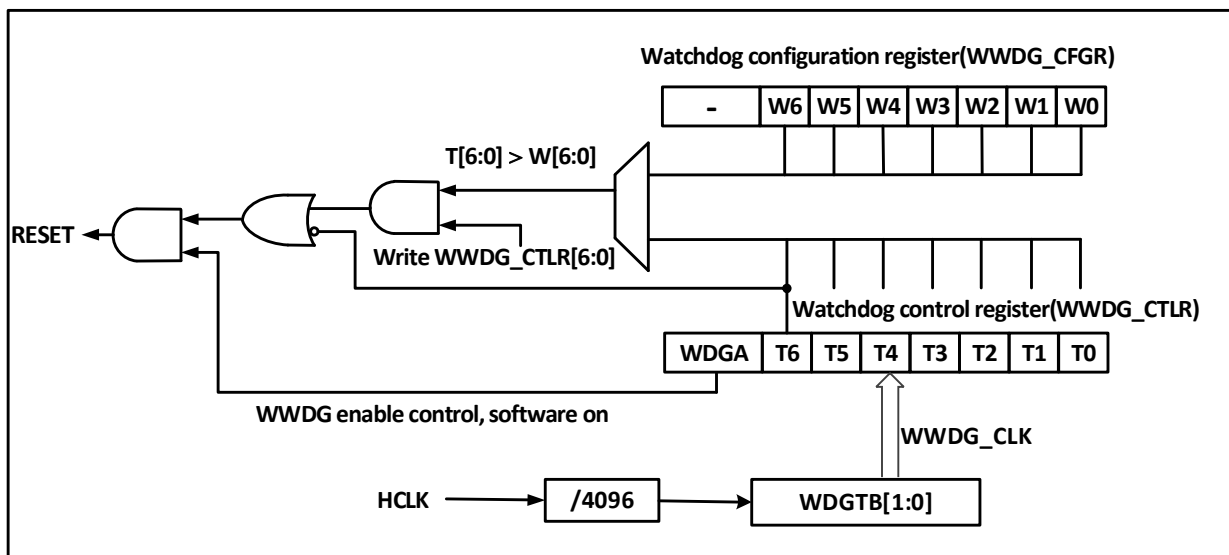 Watchdog configuration register(WWDG_CFGR)
- W6 W5 W4 W3 W2 W1 W0
T[6:0] > W[6:0]
RESET
Write WWDG_CTLR[6:0]
Watchdog control register(WWDG_CTLR)
WDGA T6 T5 T4 T3 T2 T1 T0
WWDG enable control, software on
WWDG_CLK
HCLK /4096 WDGTB[1:0]